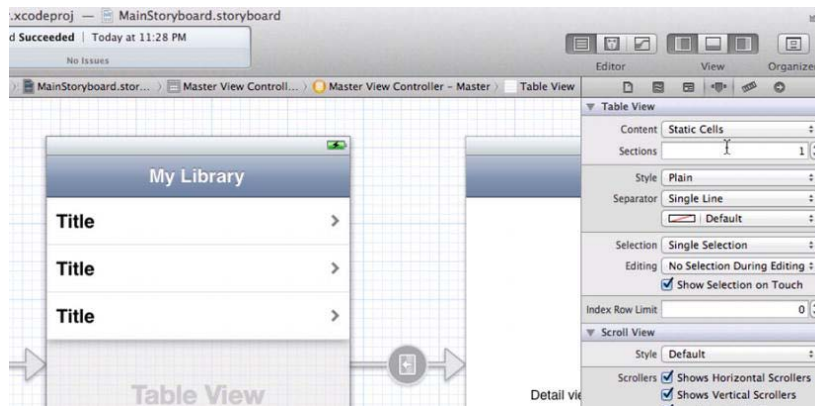 .xcodeproj — MainStoryboard.storyboard
d Succeeded | Today at 11:28 PM
No Issues
Editor View Organize
MainStoryboard.stor... Master View Controll... Master View Controller – Master Table View
Table View
Content Static Cells
Sections 1
Style Plain
Separator Single Line
Default
Selection Single Selection
Editing No Selection During Editing
Show Selection on Touch
Index Row Limit 0
Scroll View
Style Default
Scrollers Shows Horizontal Scrollers
Shows Vertical Scrollers
My Library
Title
Title
Title
Table View
Detail vie